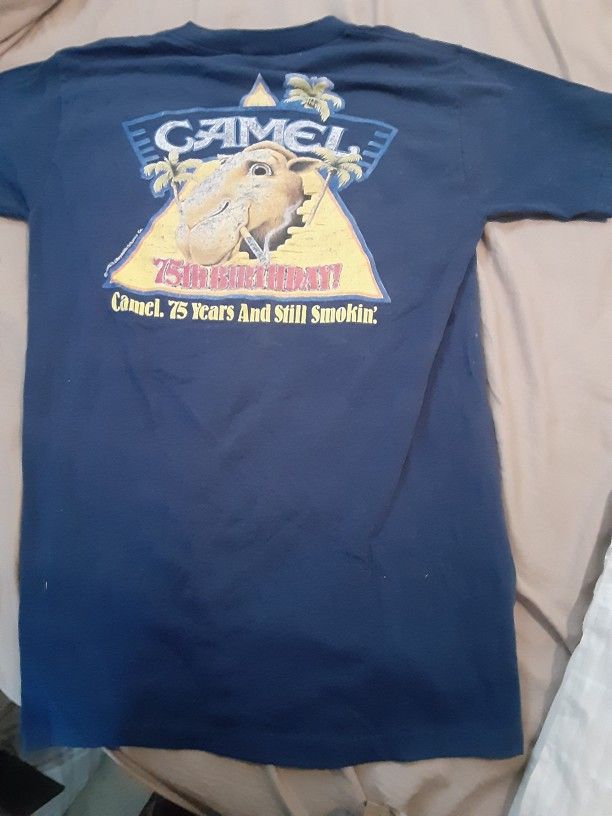 CAMEL
75TH BIRTHDAY!
Camel. 75 Years And Still Smokin'.